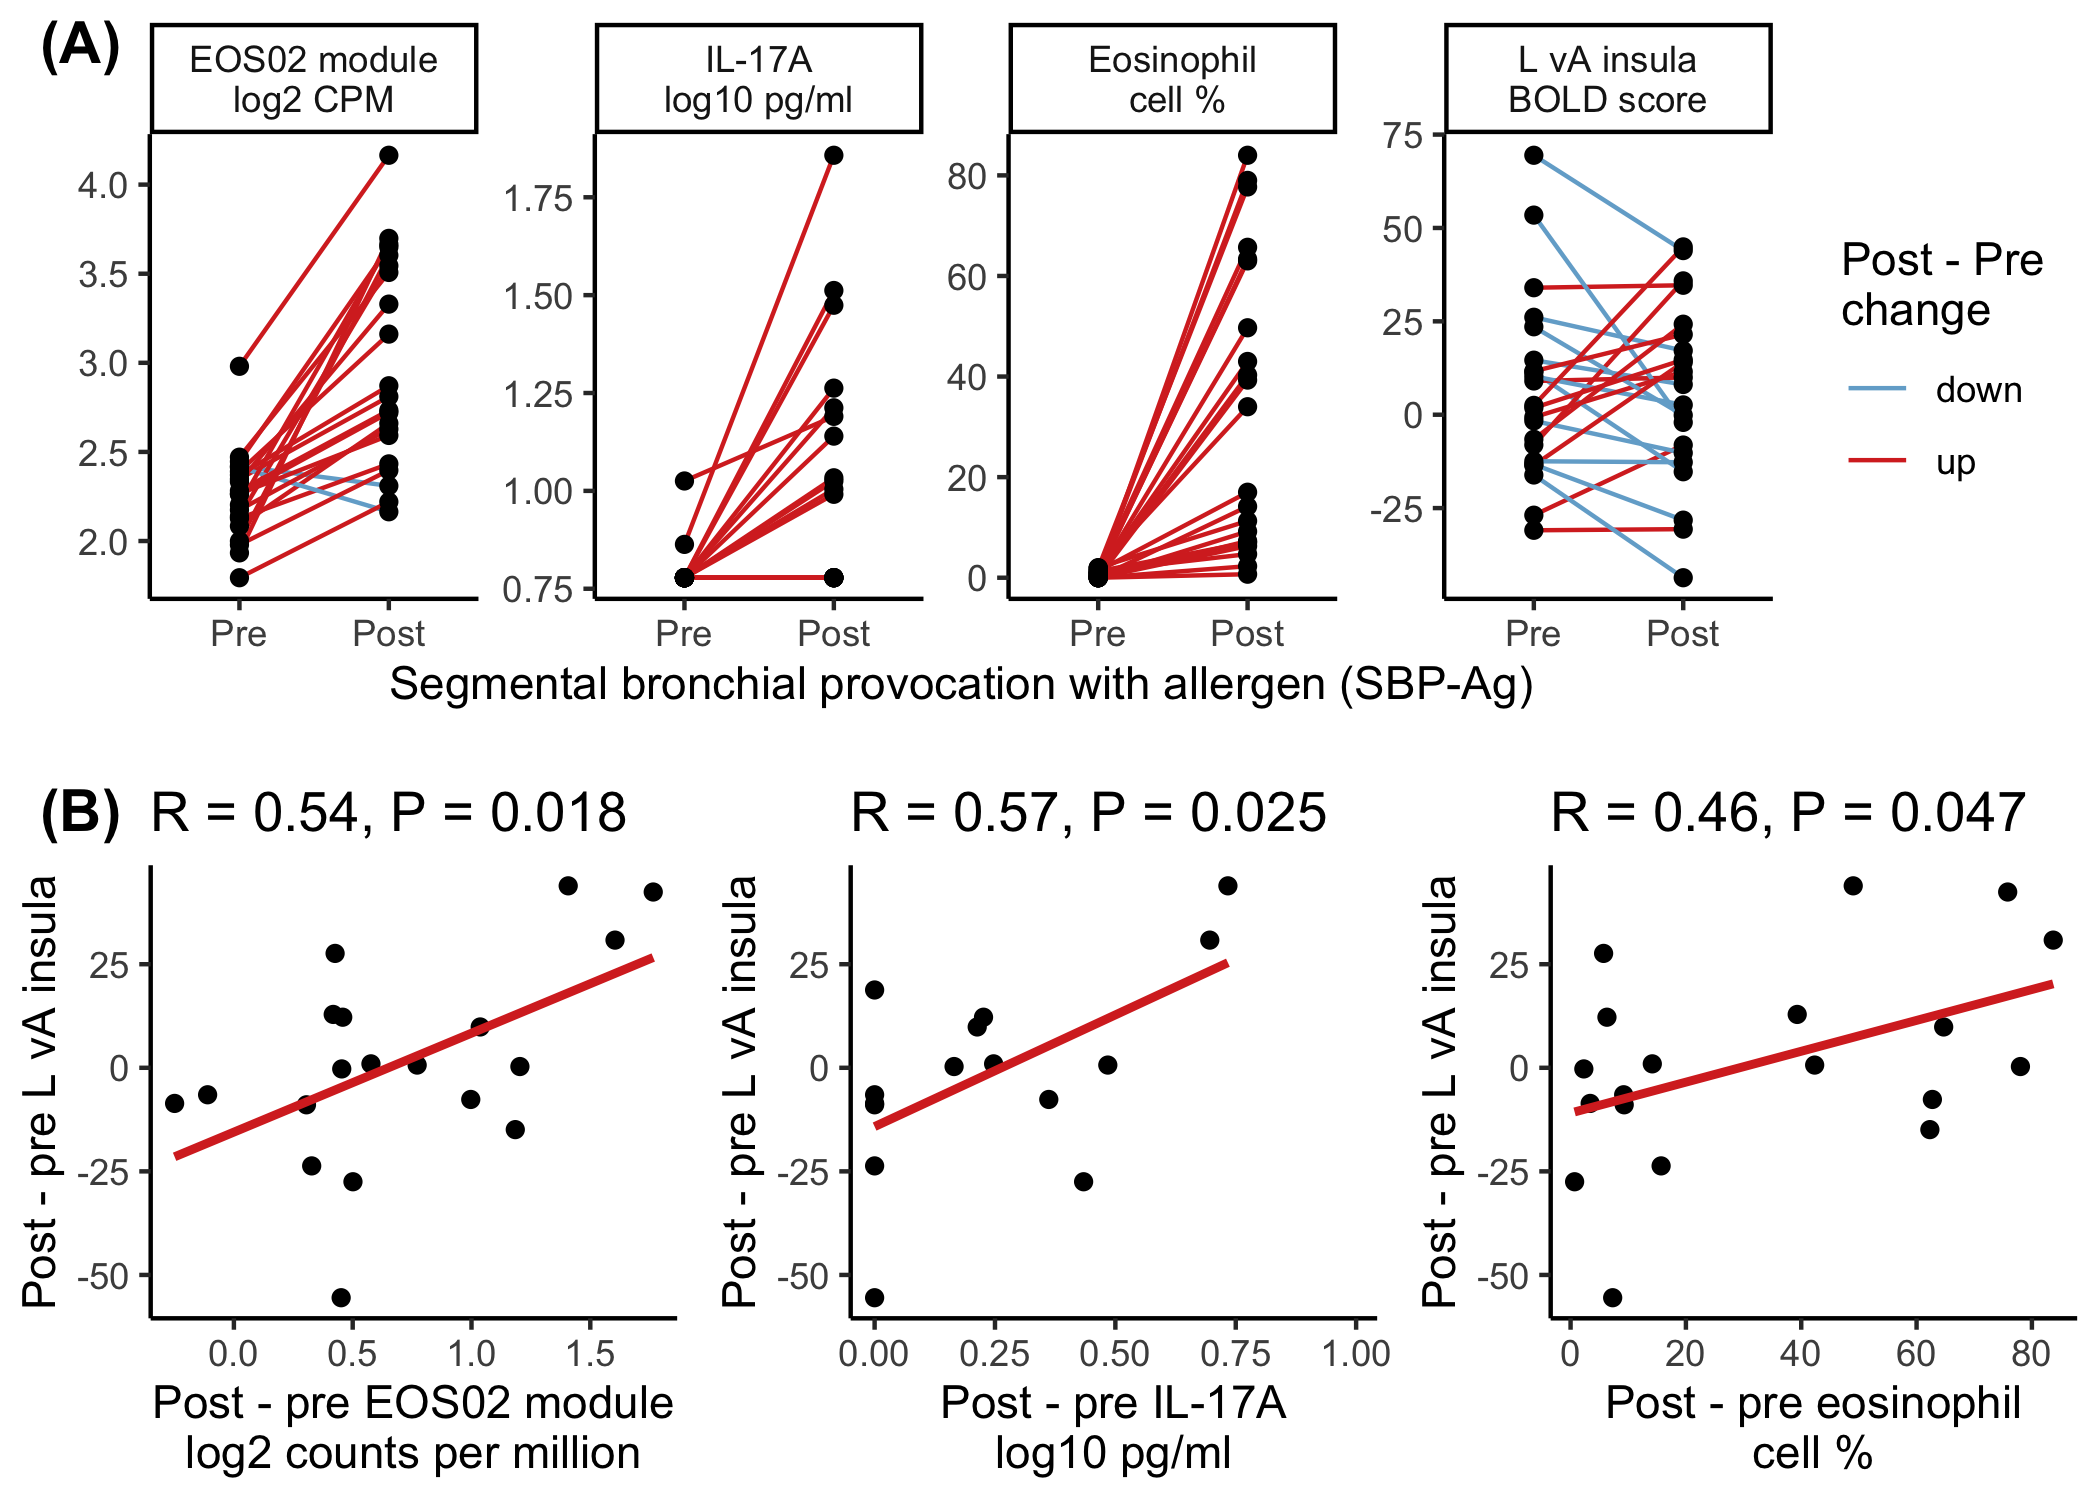 (A)
EOS02 module
log2 CPM
IL-17A
log10 pg/ml
Eosinophil
cell %
L vA insula
BOLD score
4.0
3.5
3.0
2.5
2.0
1.75
1.50
1.25
1.00
0.75
80
60
40
20
0
75
50
25
0
-25
Pre
Post
Pre
Post
Pre
Post
Pre
Post
Segmental bronchial provocation with allergen (SBP-Ag)
Post - Pre
change
down
up
(B)
R = 0.54, P = 0.018
Post - pre L vA insula
25
0
-25
-50
0.0
0.5
1.0
1.5
Post - pre EOS02 module
log2 counts per million
R = 0.57, P = 0.025
Post - pre L vA insula
25
0
-25
-50
0.00
0.25
0.50
0.75
1.00
Post - pre IL-17A
log10 pg/ml
R = 0.46, P = 0.047
Post - pre L vA insula
25
0
-25
-50
0
20
40
60
80
Post - pre eosinophil
cell %